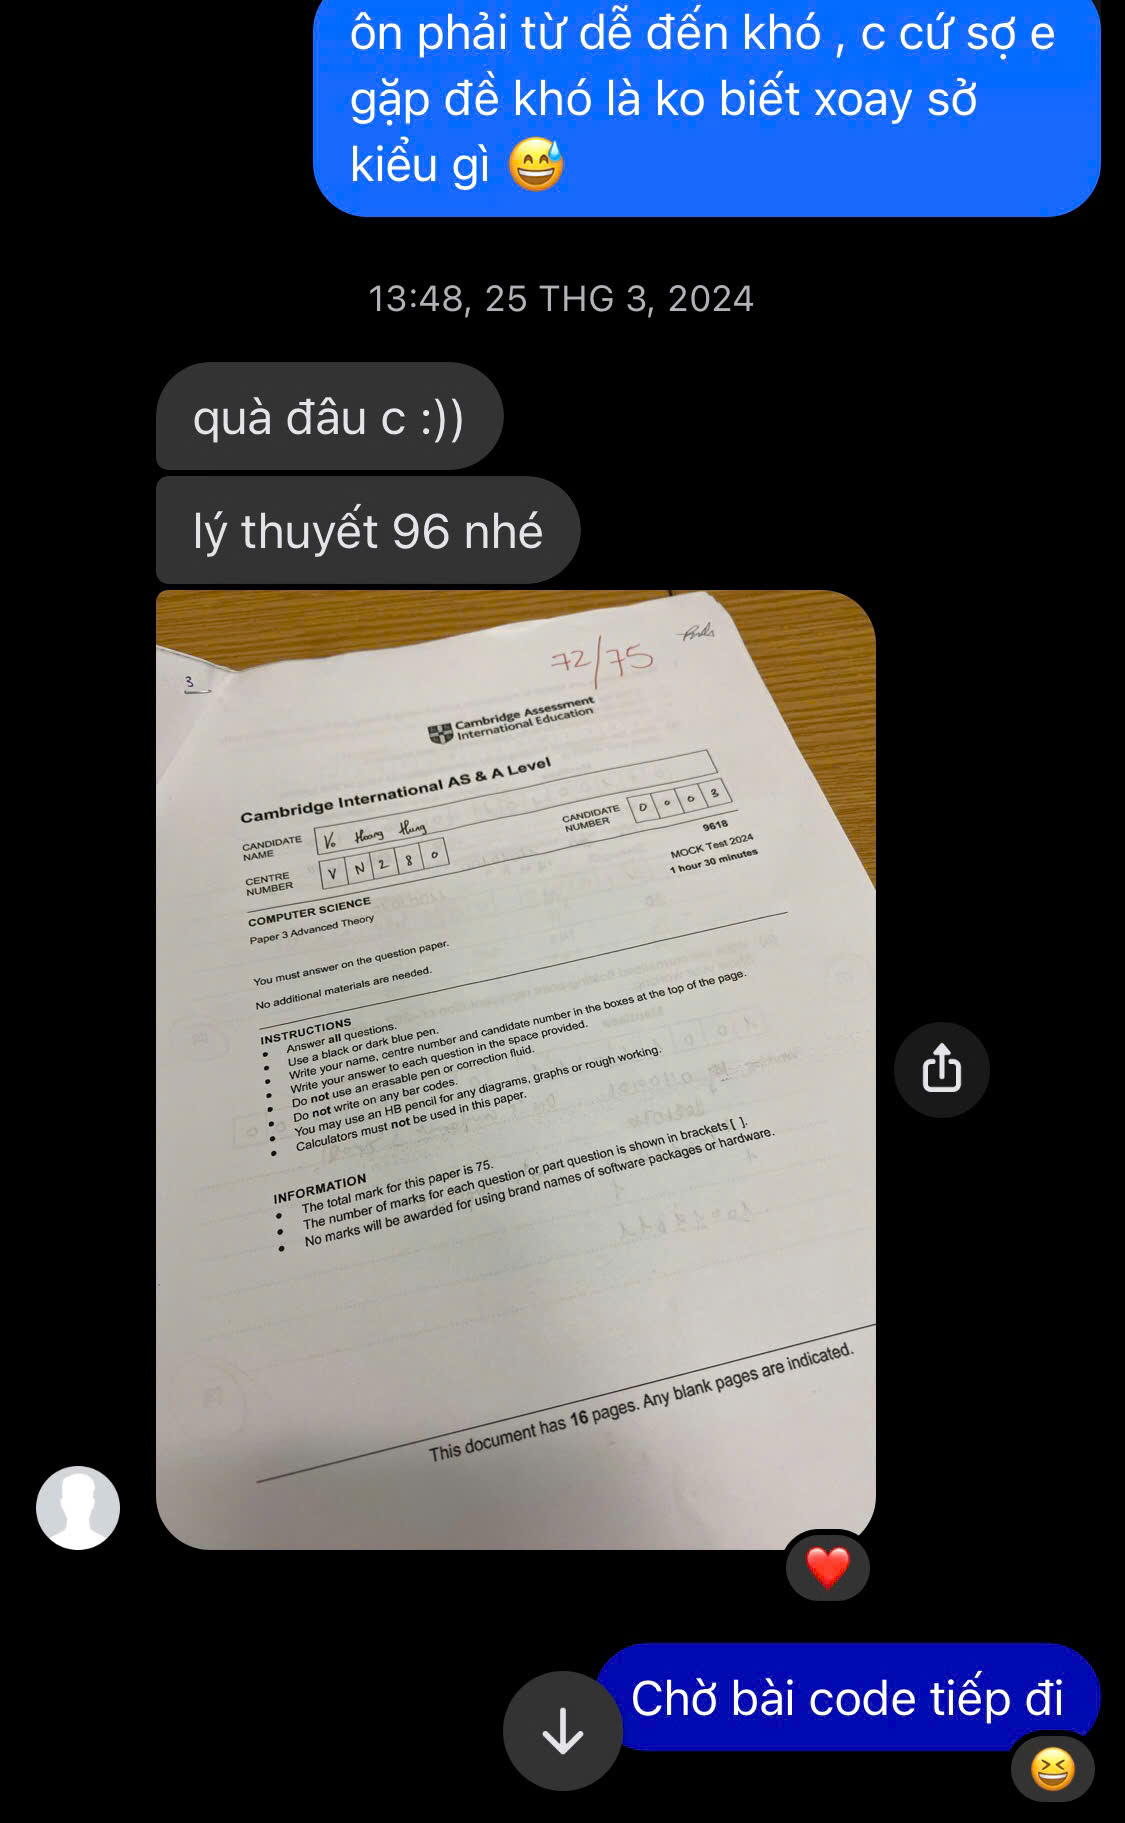 ôn phải từ dễ đến khó , c cứ sợ e
gặp đề khó là ko biết xoay sở
kiểu gì 😅
13:48, 25 THG 3, 2024
quà đâu c :))
lý thuyết 96 nhé
3
72/75
Cambridge Assessment
International Education
Cambridge International AS & A Level
CANDIDATE
NAME
Vo Hoang Hung
CENTRE
NUMBER
V N 2 8 0
CANDIDATE
NUMBER
0 0 0 3
COMPUTER SCIENCE
9618
Paper 3 Advanced Theory
MOCK Test 2024
1 hour 30 minutes
You must answer on the question paper.
No additional materials are needed.
INSTRUCTIONS
• Answer all questions.
• Use a black or dark blue pen.
• Write your name, centre number and candidate number in the boxes at the top of the page.
• Write your answer to each question in the space provided.
• Do not use an erasable pen or correction fluid.
• Do not write on any bar codes.
• You may use an HB pencil for any diagrams, graphs or rough working.
• Calculators must not be used in this paper.
INFORMATION
• The total mark for this paper is 75.
• The number of marks for each question or part question is shown in brackets [ ].
• No marks will be awarded for using brand names of software packages or hardware.
This document has 16 pages. Any blank pages are indicated.
Chờ bài code tiếp đi